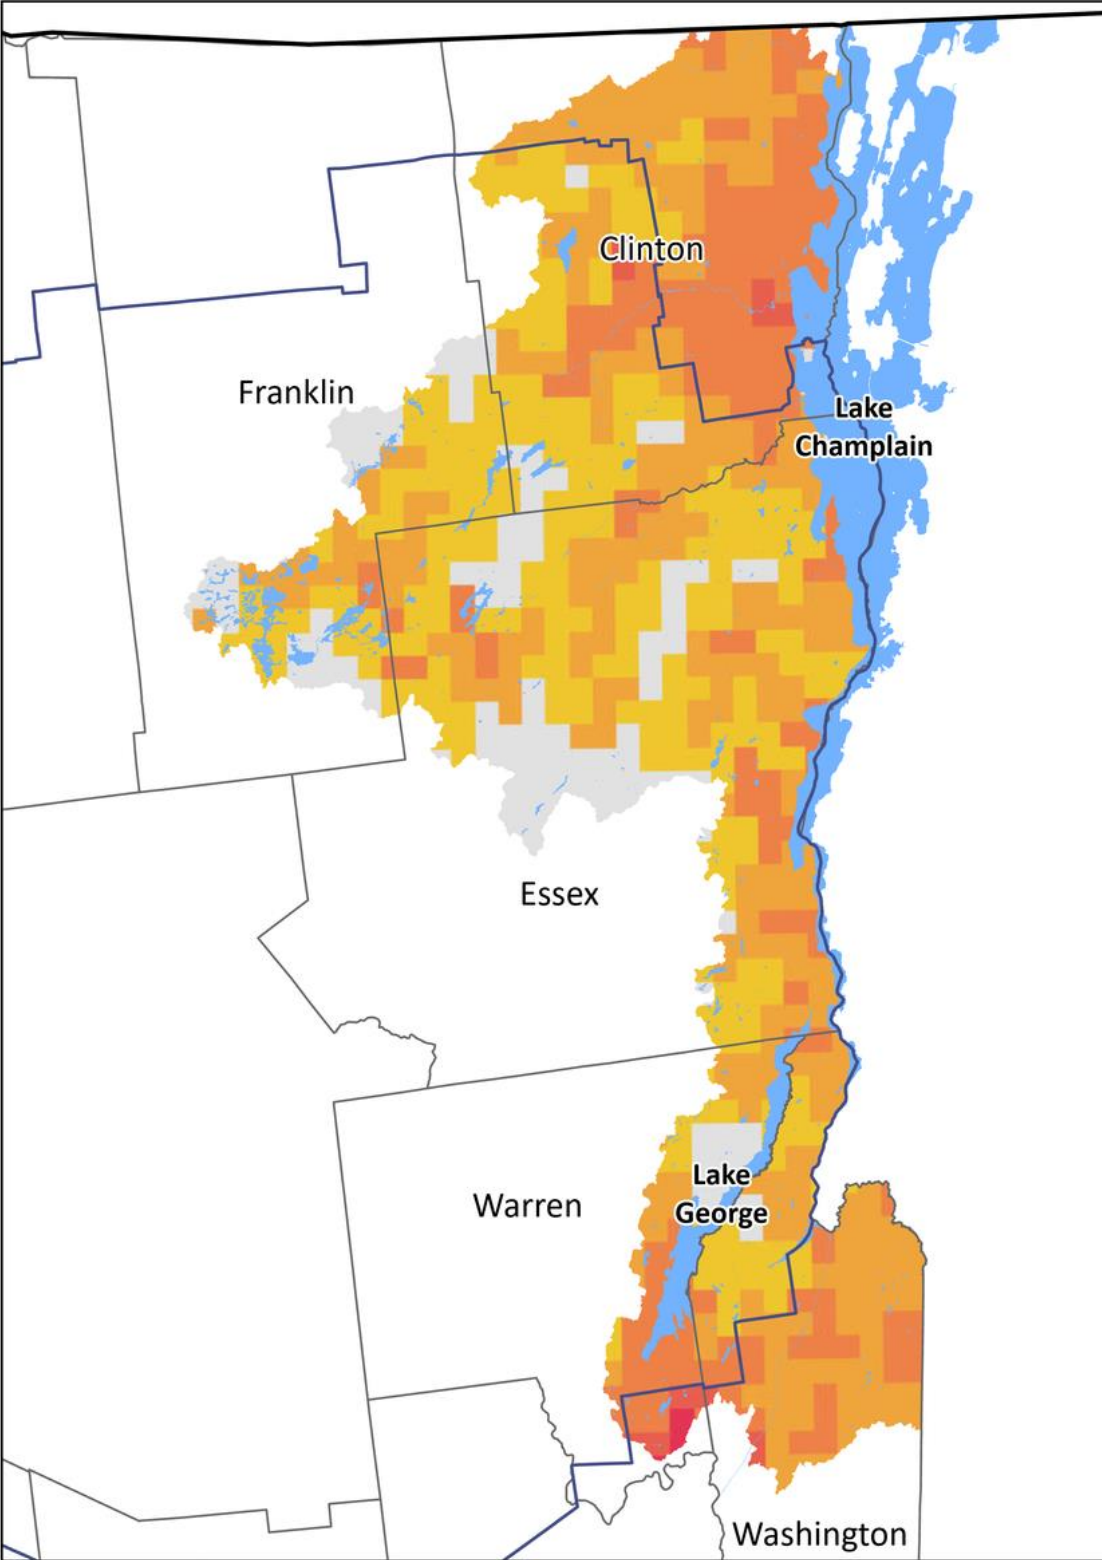 Clinton
Franklin
Lake
Champlain
Essex
Lake
George
Warren
Washington